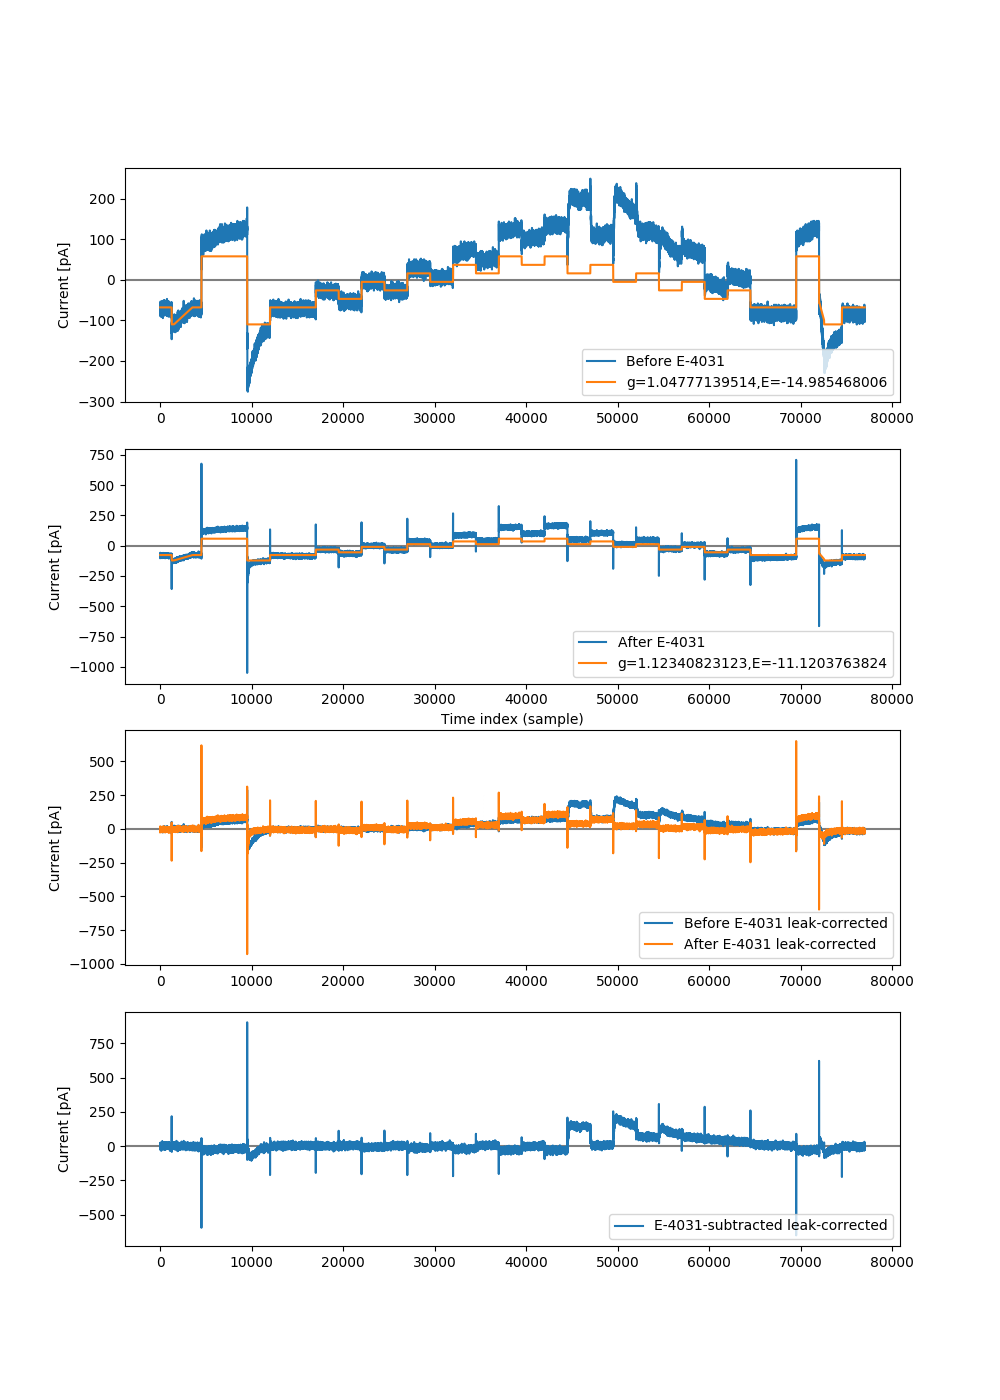 200
100
0
−100
−200
−300
Current [pA]
Before E-4031
g=1.04777139514,E=-14.985468006
0 10000 20000 30000 40000 50000 60000 70000 80000
750
500
250
0
−250
−500
−750
−1000
Current [pA]
After E-4031
g=1.12340823123,E=-11.1203763824
0 10000 20000 30000 40000 50000 60000 70000 80000
Time index (sample)
500
250
0
−250
−500
−750
−1000
Current [pA]
Before E-4031 leak-corrected
After E-4031 leak-corrected
0 10000 20000 30000 40000 50000 60000 70000 80000
750
500
250
0
−250
−500
Current [pA]
E-4031-subtracted leak-corrected
0 10000 20000 30000 40000 50000 60000 70000 80000